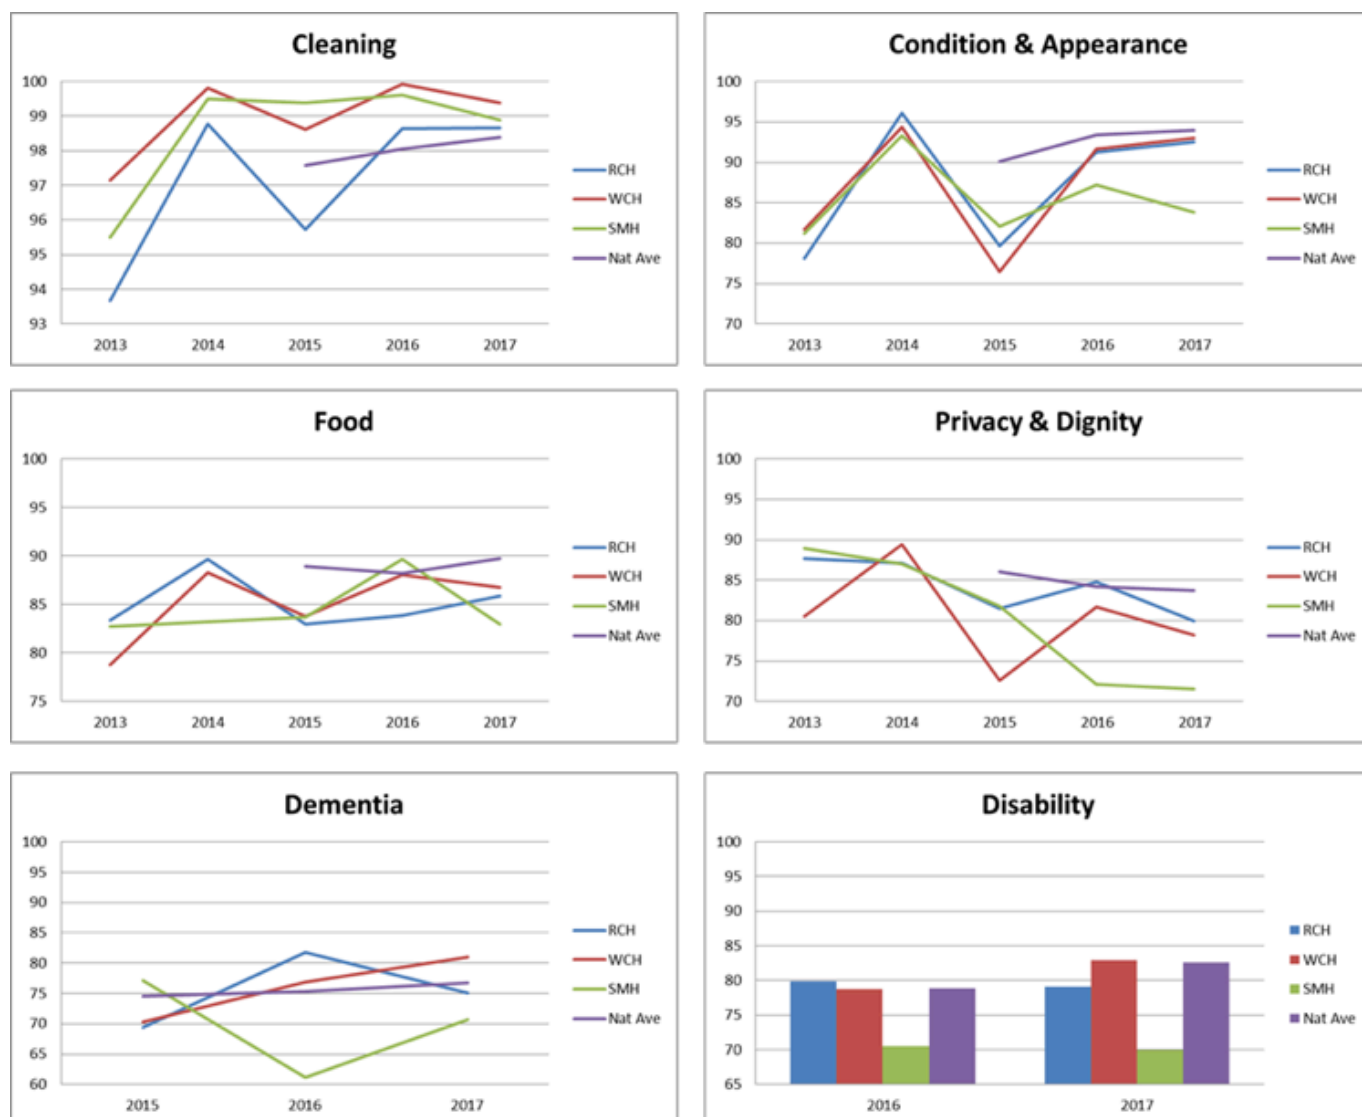 Cleaning
100
99
98
97
96
95
94
93
2013 2014 2015 2016 2017
RCH
WCH
SMH
Nat Ave
Condition & Appearance
100
95
90
85
80
75
70
2013 2014 2015 2016 2017
RCH
WCH
SMH
Nat Ave
Food
100
95
90
85
80
75
2013 2014 2015 2016 2017
RCH
WCH
SMH
Nat Ave
Privacy & Dignity
100
95
90
85
80
75
70
2013 2014 2015 2016 2017
RCH
WCH
SMH
Nat Ave
Dementia
100
95
90
85
80
75
70
65
60
2015 2016 2017
RCH
WCH
SMH
Nat Ave
Disability
100
95
90
85
80
75
70
65
2016 2017
RCH
WCH
SMH
Nat Ave